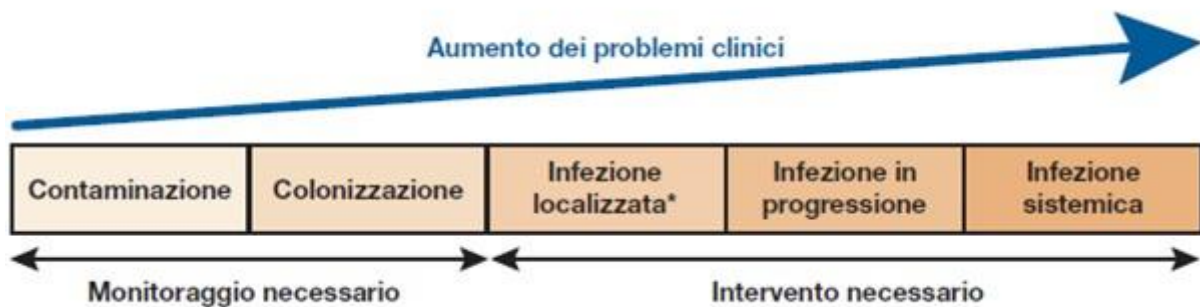 Aumento dei problemi clinici
Contaminazione
Colonizzazione
Infezione
localizzata*
Infezione in
progressione
Infezione
sistemica
Monitoraggio necessario
Intervento necessario